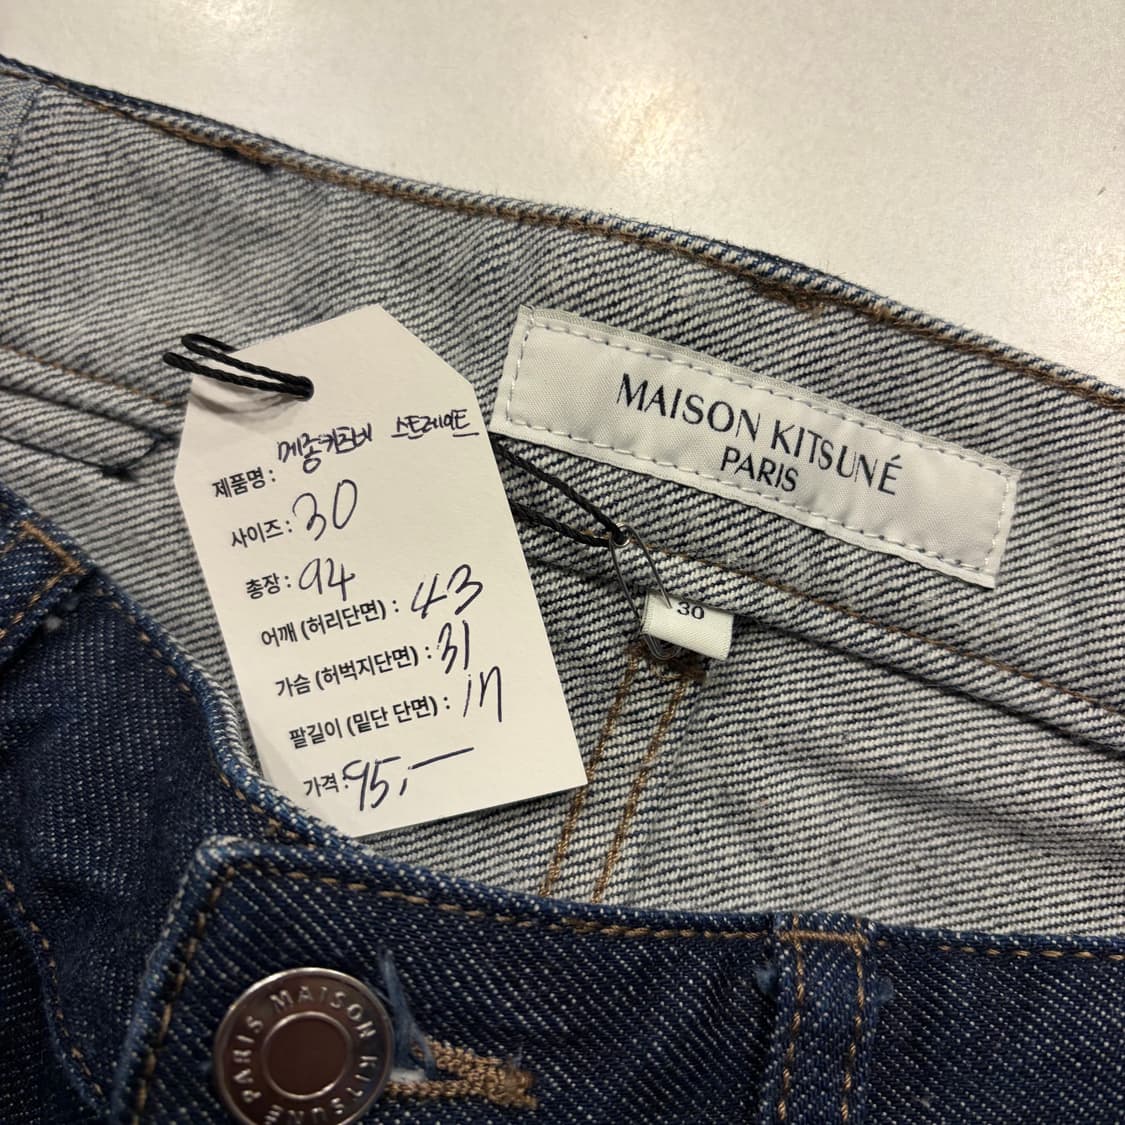 제품명 : 메종키츠네 스트레이트
사이즈 : 30
총장 : 94
어깨 (허리단면) : 43
가슴 (허벅지단면) : 31
팔길이 (밑단 단면) : 17
가격 : 95,-
MAISON KITSUNÉ
PARIS
30
MAISON KITSUNÉ PARIS